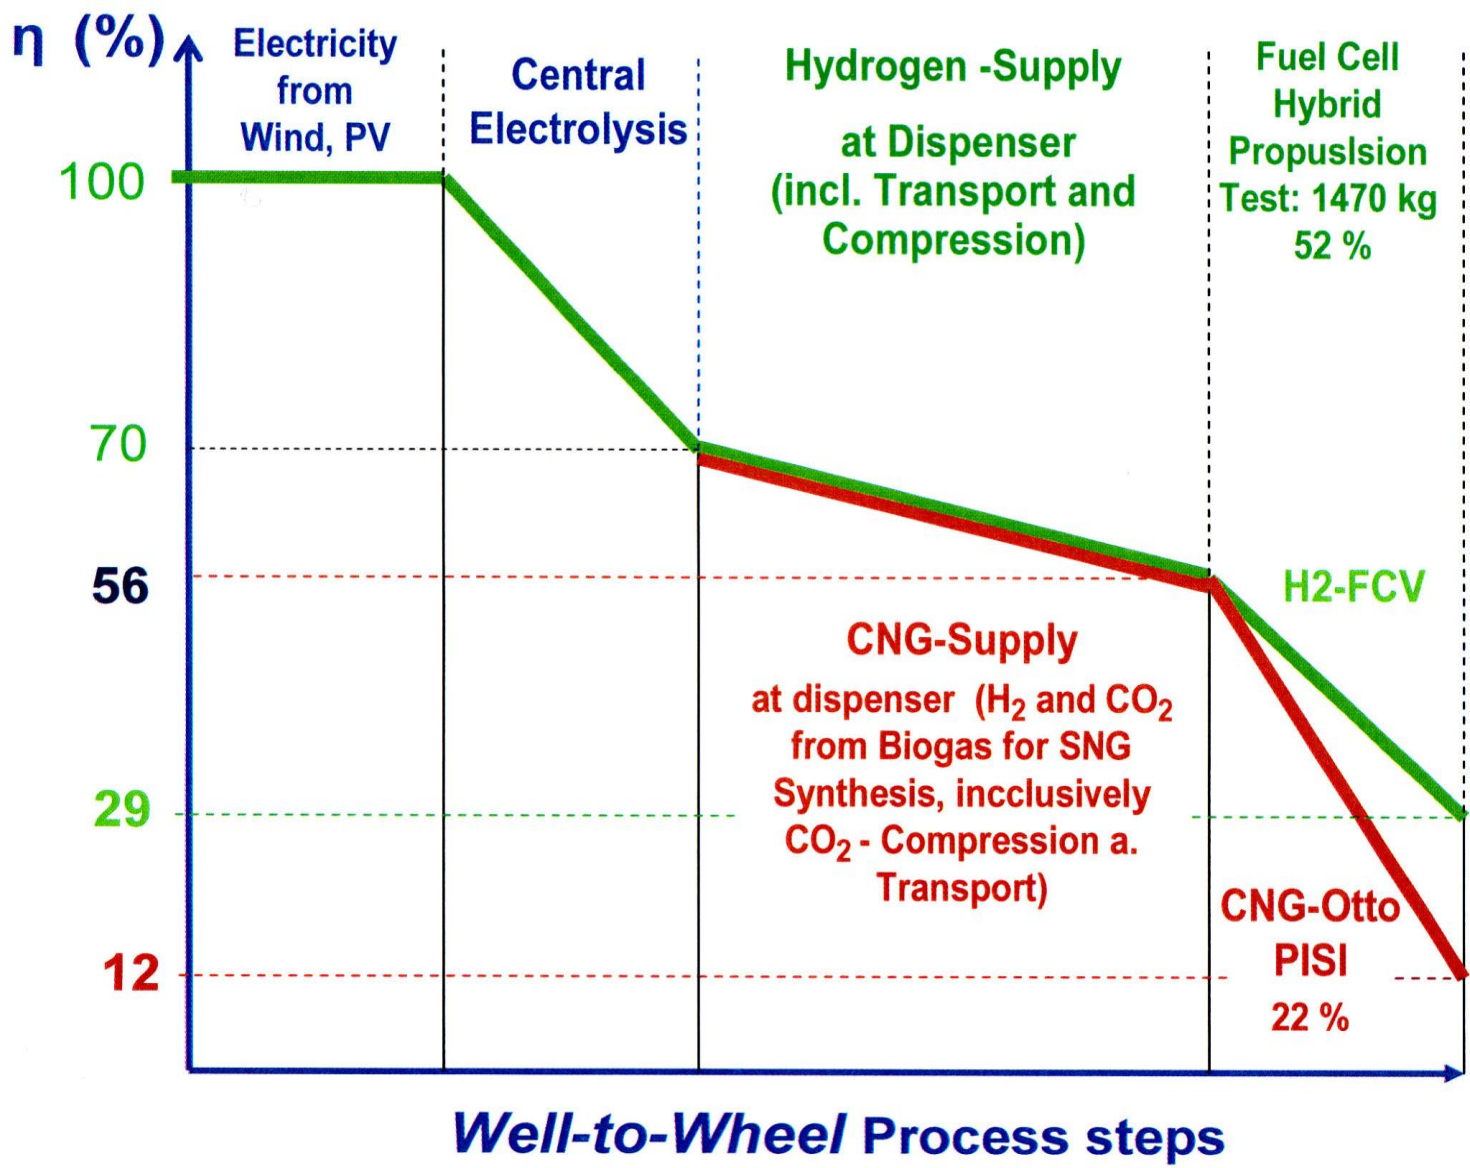 η (%)
Electricity
from
Wind, PV
Central
Electrolysis
Hydrogen -Supply
at Dispenser
(incl. Transport and
Compression)
Fuel Cell
Hybrid
Propuslsion
Test: 1470 kg
52 %
100
70
56
29
12
H2-FCV
CNG-Supply
at dispenser (H₂ and CO₂
from Biogas for SNG
Synthesis, incclusively
CO₂ - Compression a.
Transport)
CNG-Otto
PISI
22 %
Well-to-Wheel Process steps